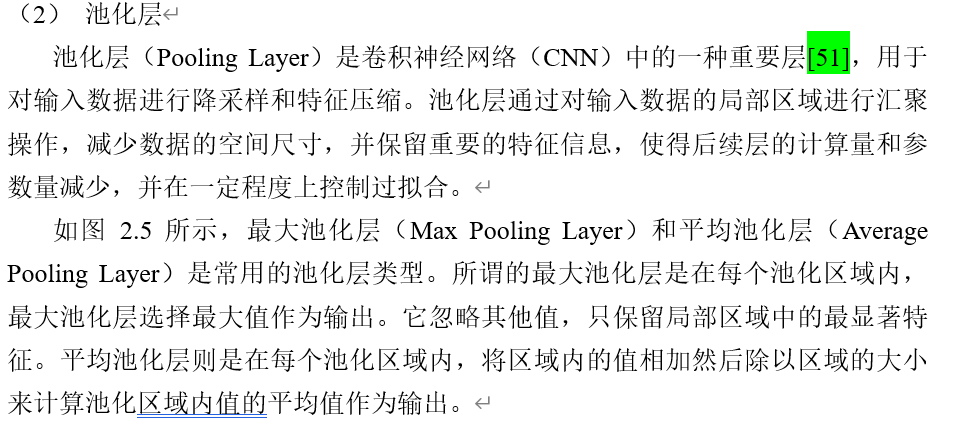 （2） 池化层
池化层（Pooling Layer）是卷积神经网络（CNN）中的一种重要层[51]，用于
对输入数据进行降采样和特征压缩。池化层通过对输入数据的局部区域进行汇聚
操作，减少数据的空间尺寸，并保留重要的特征信息，使得后续层的计算量和参
数量减少，并在一定程度上控制过拟合。
如图 2.5 所示，最大池化层（Max Pooling Layer）和平均池化层（Average
Pooling Layer）是常用的池化层类型。所谓的最大池化层是在每个池化区域内，
最大池化层选择最大值作为输出。它忽略其他值，只保留局部区域中的最显著特
征。平均池化层则是在每个池化区域内，将区域内的值相加然后除以区域的大小
来计算池化区域内值的平均值作为输出。